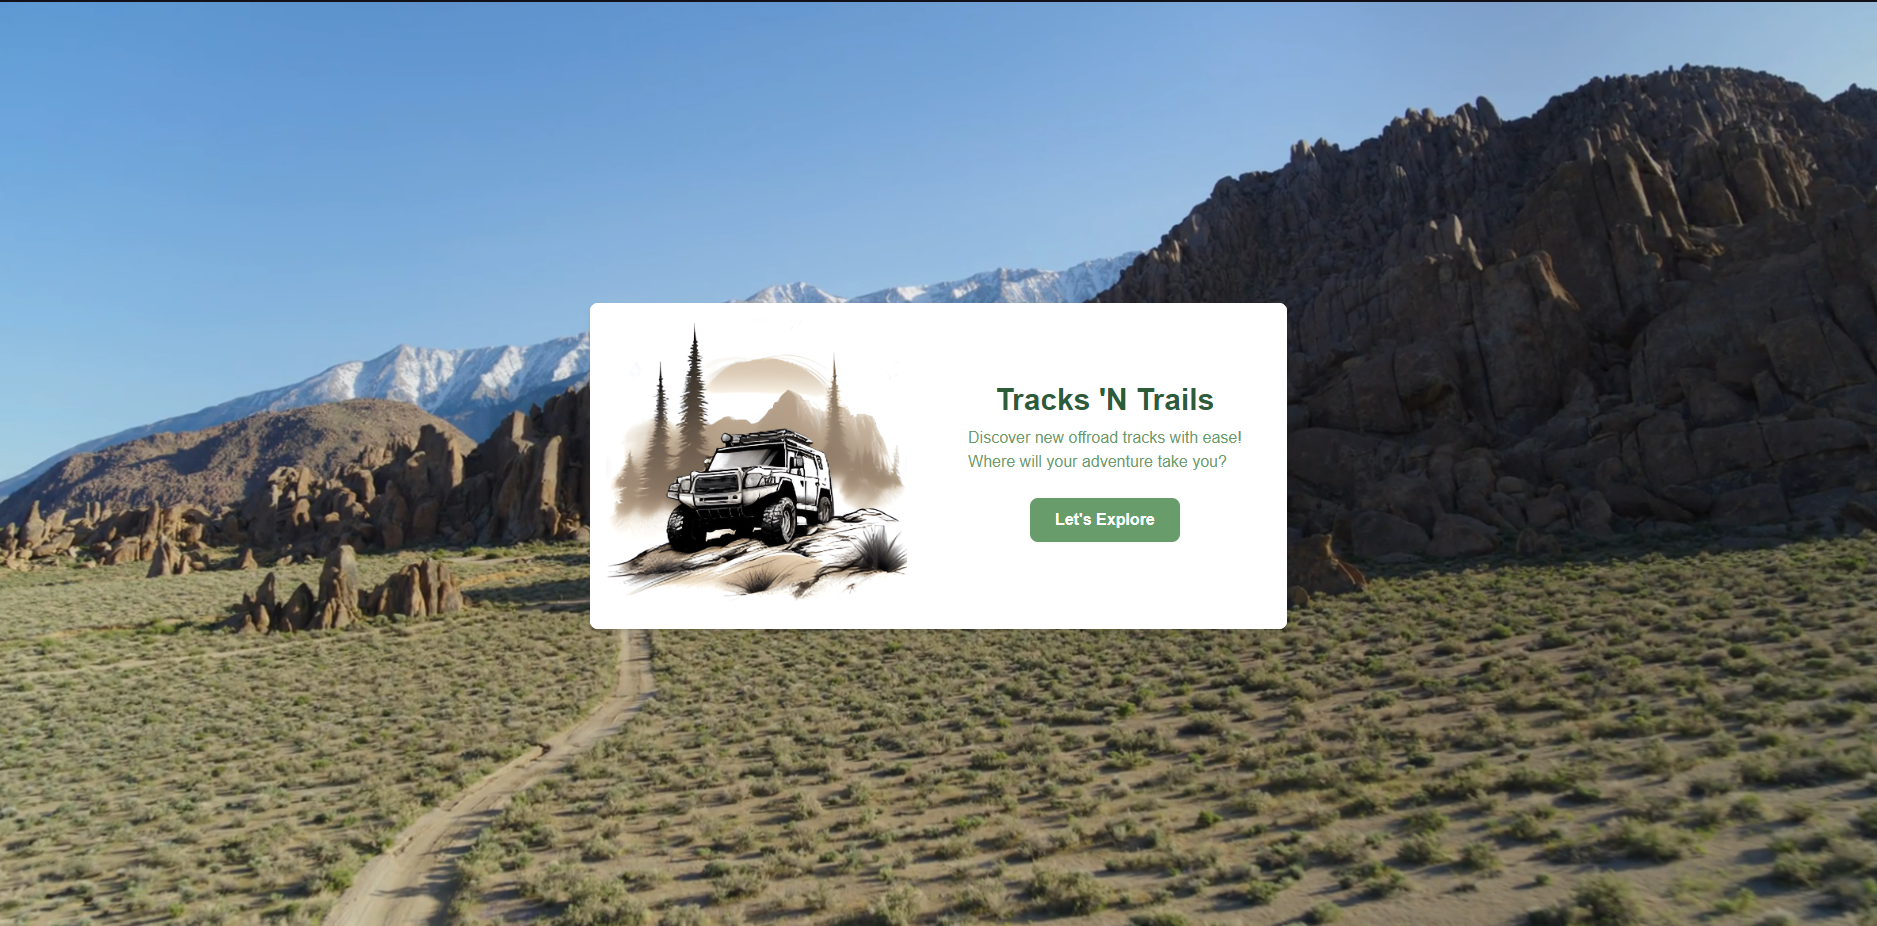 Tracks 'N Trails
Discover new offroad tracks with ease!
Where will your adventure take you?
Let's Explore